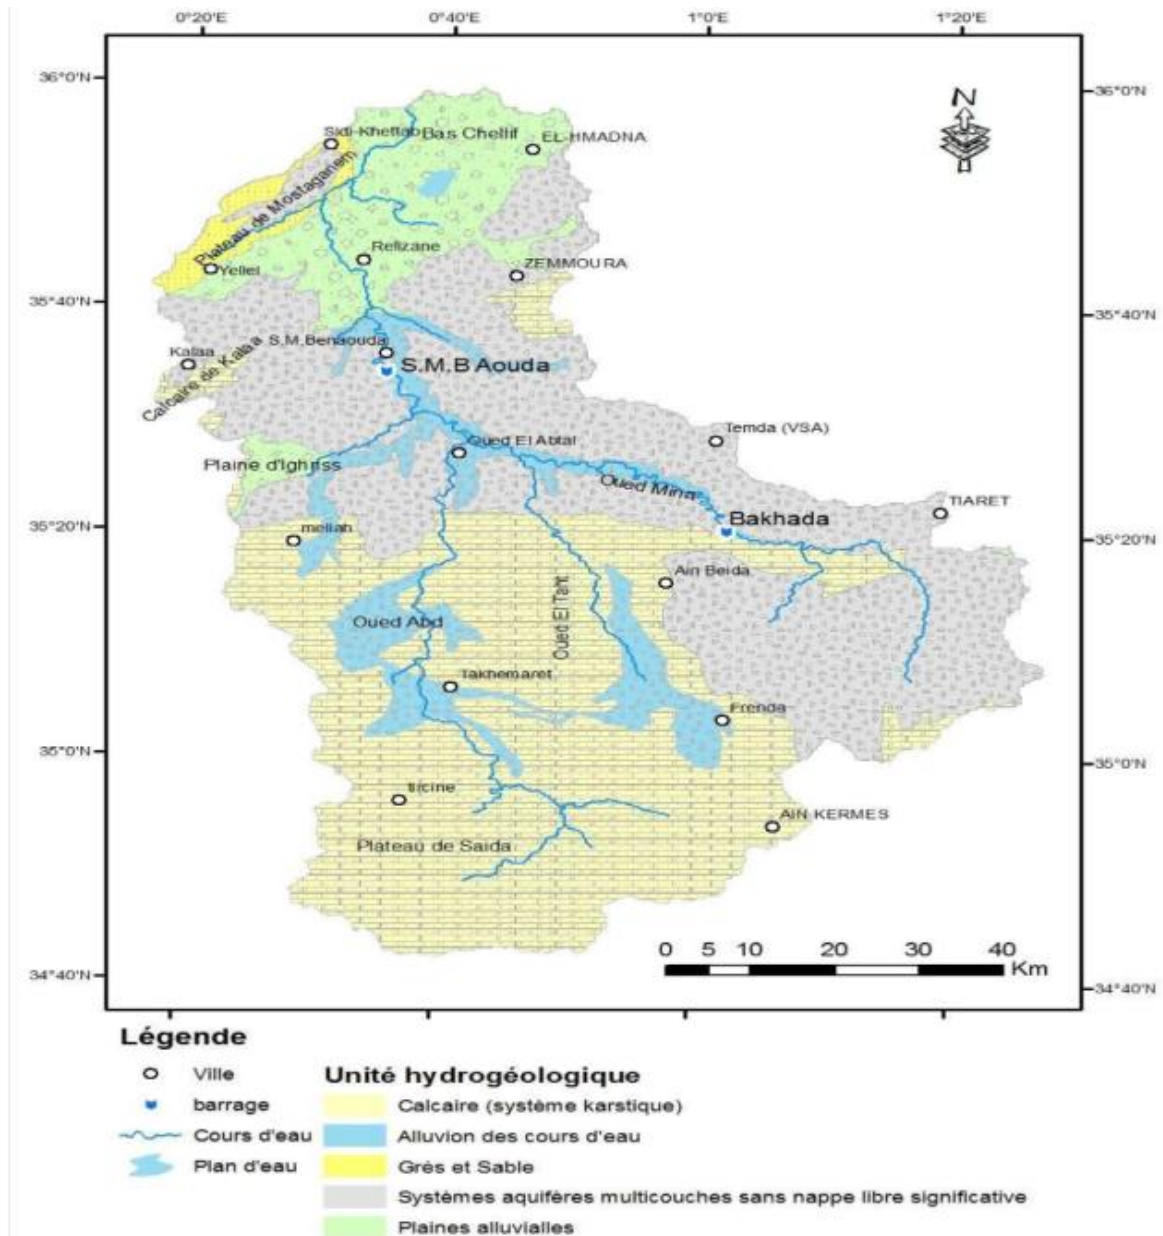 0°20'E 0°40'E 1°0'E 1°20'E
36°0'N 36°0'N
N
Sidi-Khettab Bas Chellif EL-HMADNA
Plateau de Mostaganem
Relizane
Yellel
ZEMMOURA
35°40'N 35°40'N
S.M.Benaouda
Kalaa
S.M.B Aouda
Calcaire de Kalaa
Temda (VSA)
Oued El Abtal
Plaine d'Ighriss
Oued Mina
TIARET
Bakhada
35°20'N mellah 35°20'N
Ain Beida
Oued El Taht
Oued Abd
Takhemaret
Frenda
35°0'N 35°0'N
tircine
AIN KERMES
Plateau de Saida
0 5 10 20 30 40
Km
34°40'N 34°40'N
Légende
Ville
barrage
Cours d'eau
Plan d'eau
Unité hydrogéologique
Calcaire (système karstique)
Alluvion des cours d'eau
Grès et Sable
Systèmes aquifères multicouches sans nappe libre significative
Plaines alluvialles